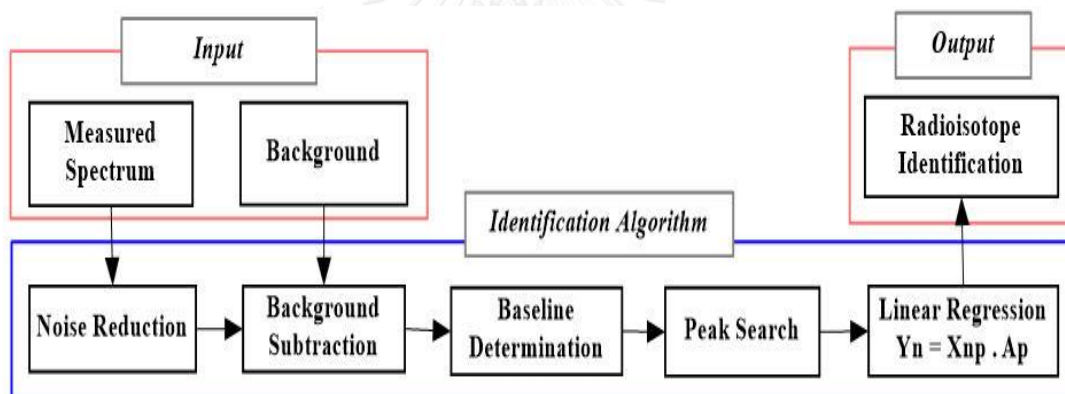 Input
Output
Measured
Spectrum
Background
Radioisotope
Identification
Identification Algorithm
Noise Reduction
Background
Subtraction
Baseline
Determination
Peak Search
Linear Regression
Yn = Xnp . Ap